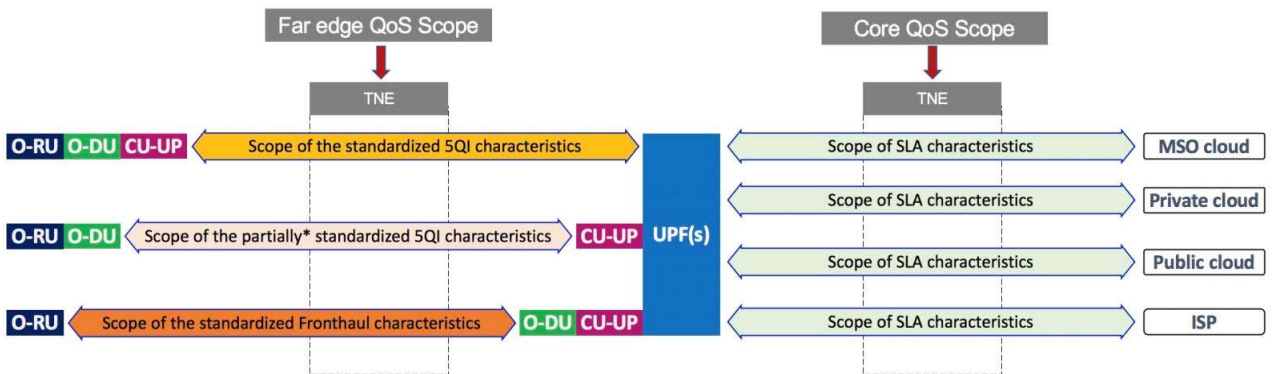 Far edge QoS Scope
Core QoS Scope
TNE
TNE
O-RU O-DU CU-UP Scope of the standardized 5QI characteristics Scope of SLA characteristics MSO cloud
Scope of SLA characteristics Private cloud
O-RU O-DU Scope of the partially* standardized 5QI characteristics CU-UP UPF(s)
Scope of SLA characteristics Public cloud
O-RU Scope of the standardized Fronthaul characteristics O-DU CU-UP Scope of SLA characteristics ISP